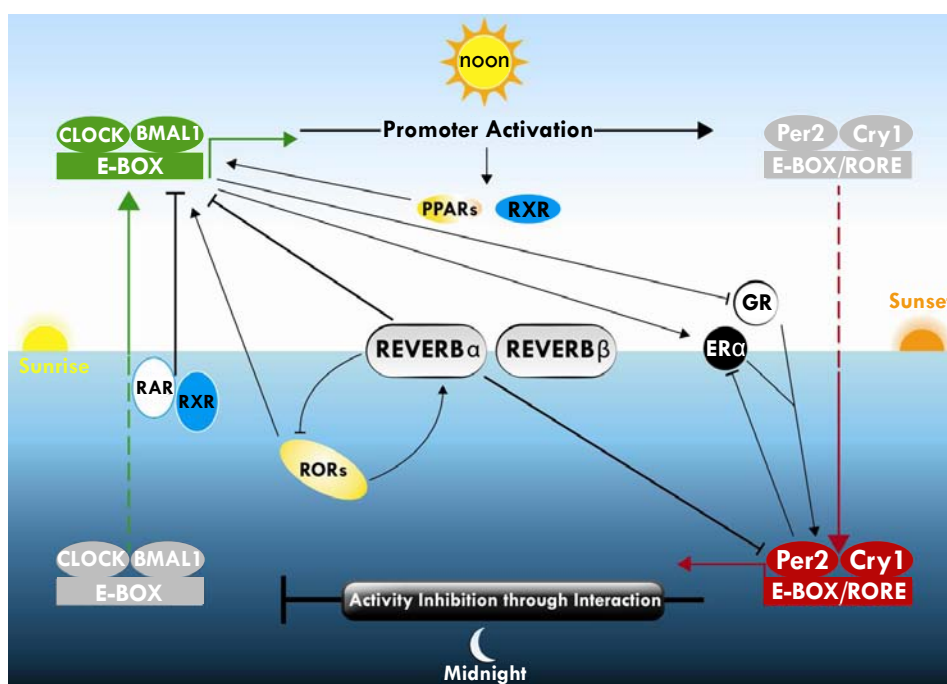 noon
CLOCK BMAL1
E-BOX
Promoter Activation
Per2 Cry1
E-BOX/RORE
PPARs RXR
GR
Sunse
Sunrise
REVERBα REVERBβ
ERα
RAR
RXR
RORs
CLOCK BMAL1
E-BOX
Per2 Cry1
E-BOX/RORE
Activity Inhibition through Interaction
Midnight